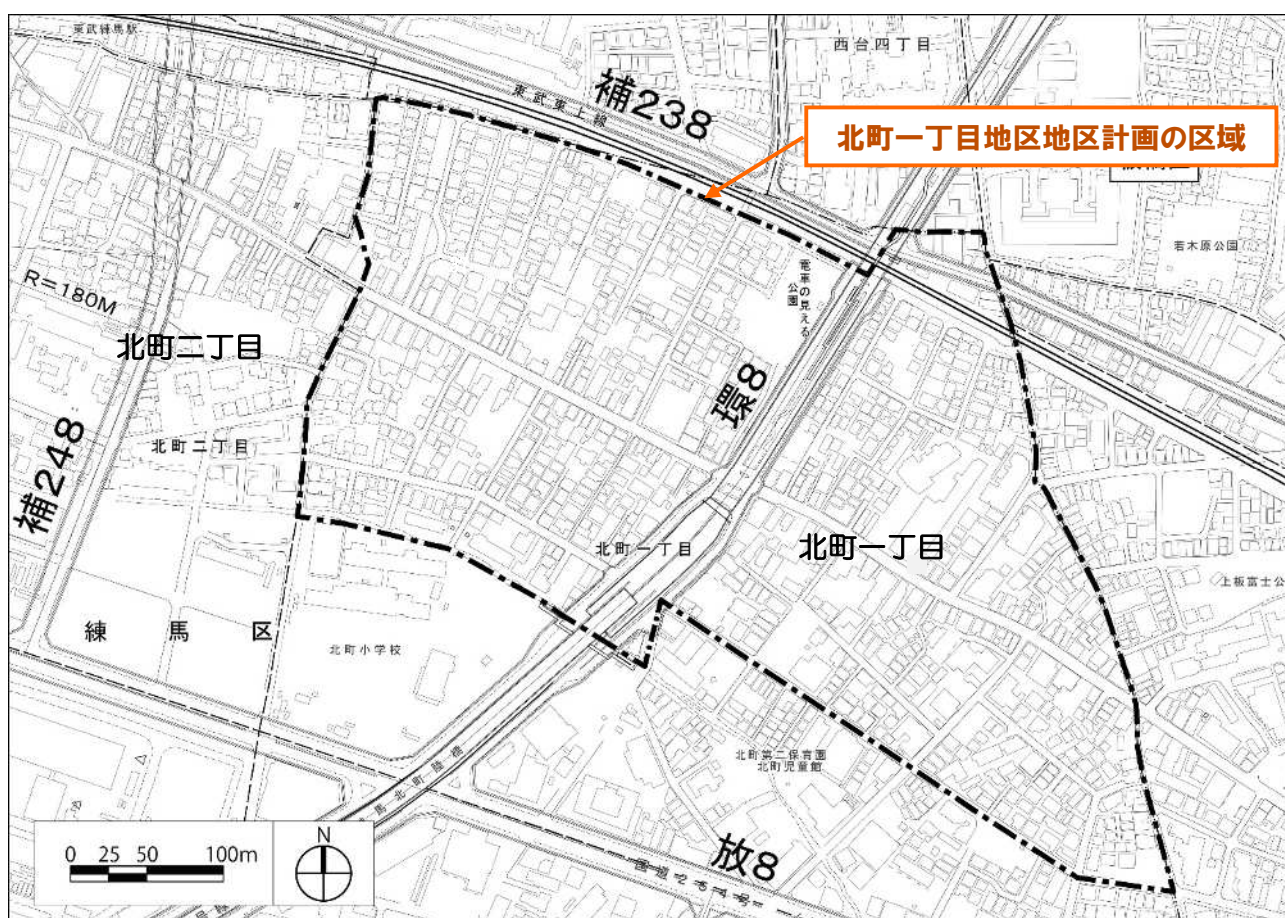 東武練馬駅
西台四丁目
東武東上線
補238
北町一丁目地区地区計画の区域
若木原公園
電車の見える
公園
R=180M
北町二丁目
環8
北町二丁目
補248
北町一丁目
北町一丁目
上板富士公
練馬区
北町小学校
北町第二保育園
北町児童館
馬北町陸橋
放8
0 25 50 100m
N